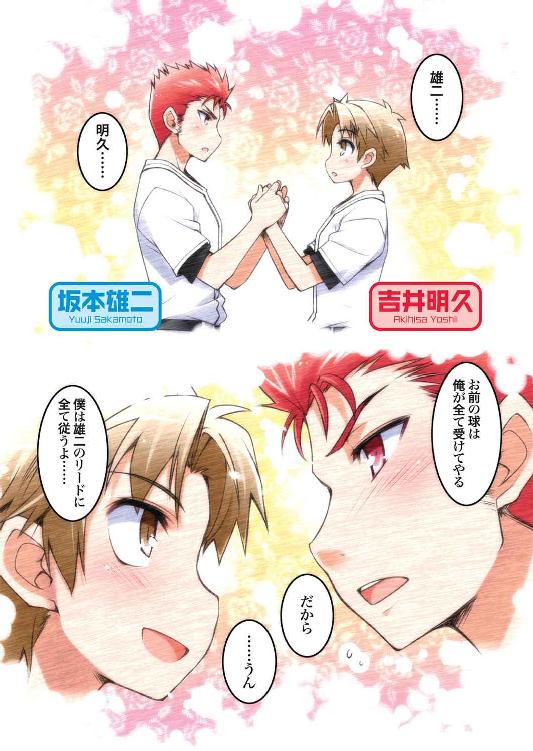 雄二……
明久……
吉井明久
Akihisa Yoshii
坂本雄二
Yuuji Sakamoto
お前の球は
俺が全て受けてやる
僕は雄二のリードに
全て従うよ……
だから
……うん